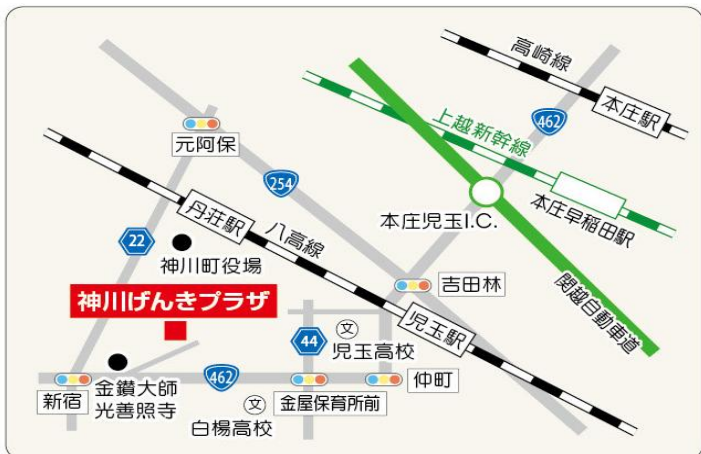 高崎線
本庄駅
462
上越新幹線
本庄早稲田駅
元阿保
254
丹荘駅
八高線
本庄児玉I.C.
22
神川町役場
吉田林
関越自動車道
神川げんきプラザ
児玉駅
文
児玉高校
44
新宿
金鑚大師
光善照寺
462
金屋保育所前
仲町
文
白楊高校